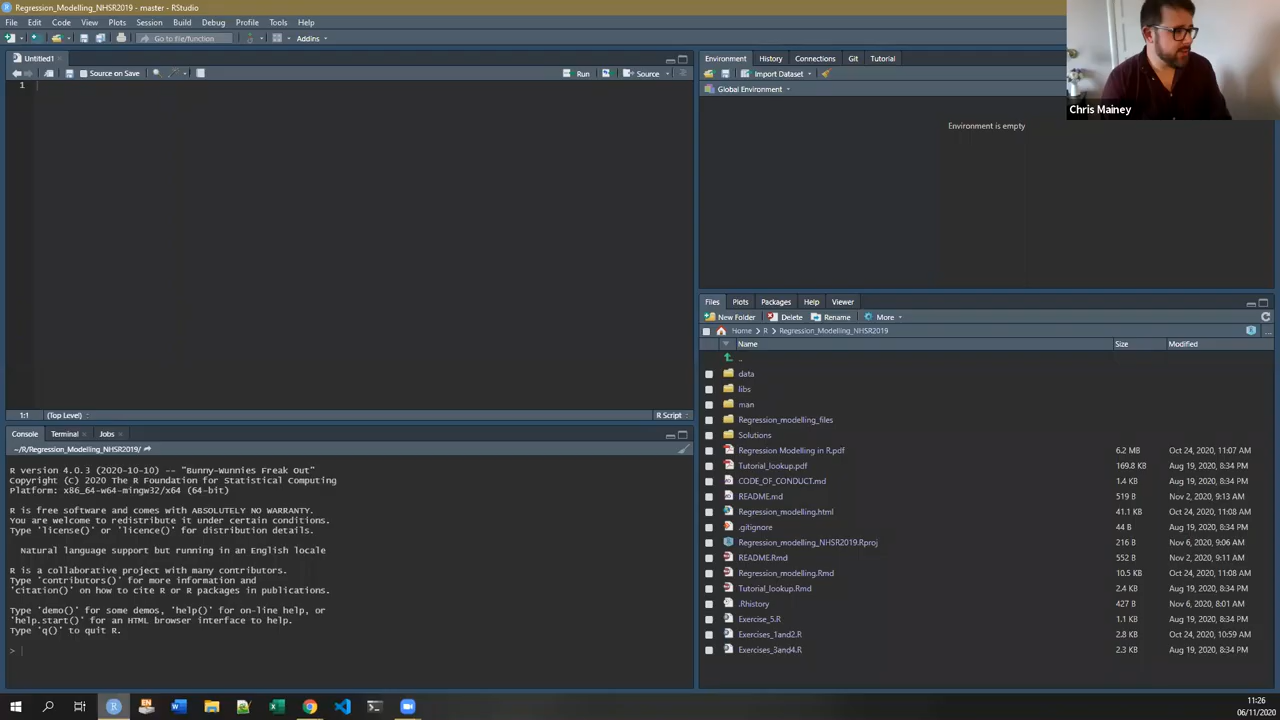 Regression_Modelling_NHSR2019 - master - RStudio
File Edit Code View Plots Session Build Debug Profile Tools Help
Go to file/function Addins
Untitled1
Source on Save Run Source
1
1:1 (Top Level) R Script
Console Terminal Jobs
~/R/Regression_Modelling_NHSR2019/
R version 4.0.3 (2020-10-10) -- "Bunny-Wunnies Freak Out"
Copyright (C) 2020 The R Foundation for Statistical Computing
Platform: x86_64-w64-mingw32/x64 (64-bit)
R is free software and comes with ABSOLUTELY NO WARRANTY.
You are welcome to redistribute it under certain conditions.
Type 'license()' or 'licence()' for distribution details.
Natural language support but running in an English locale
R is a collaborative project with many contributors.
Type 'contributors()' for more information and
'citation()' on how to cite R or R packages in publications.
Type 'demo()' for some demos, 'help()' for on-line help, or
'help.start()' for an HTML browser interface to help.
Type 'q()' to quit R.
>
Environment History Connections Git Tutorial
Import Dataset
Global Environment
Environment is empty
Chris Mainey
Files Plots Packages Help Viewer
New Folder Delete Rename More
Home R Regression_Modelling_NHSR2019
Name Size Modified
..
data
libs
man
Regression_modelling_files
Solutions
Regression Modelling in R.pdf 6.2 MB Oct 24, 2020, 11:07 AM
Tutorial_lookup.pdf 169.8 KB Aug 19, 2020, 8:34 PM
CODE_OF_CONDUCT.md 1.4 KB Aug 19, 2020, 8:34 PM
README.md 519 B Nov 2, 2020, 9:13 AM
Regression_modelling.html 41.1 KB Oct 24, 2020, 11:08 AM
.gitignore 44 B Aug 19, 2020, 8:34 PM
Regression_modelling_NHSR2019.Rproj 216 B Nov 6, 2020, 9:06 AM
README.Rmd 552 B Nov 2, 2020, 9:11 AM
Regression_modelling.Rmd 10.5 KB Oct 24, 2020, 11:08 AM
Tutorial_lookup.Rmd 2.4 KB Aug 19, 2020, 8:34 PM
.Rhistory 427 B Nov 6, 2020, 8:01 AM
Exercise_5.R 1.1 KB Aug 19, 2020, 8:34 PM
Exercises_1and2.R 2.8 KB Oct 24, 2020, 10:59 AM
Exercises_3and4.R 2.3 KB Aug 19, 2020, 8:34 PM
11:26
06/11/2020